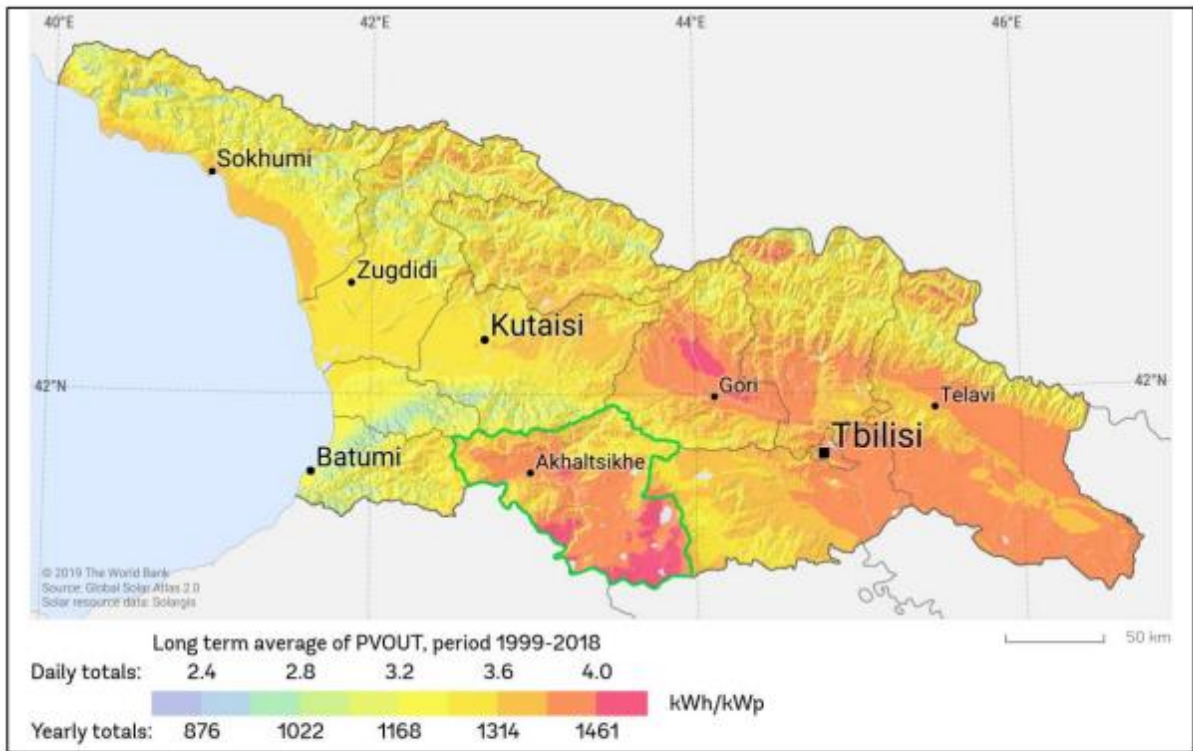 40°E 42°E 44°E 46°E
Sokhumi
Zugdidi
Kutaisi
42°N 42°N
Gori
Telavi
Tbilisi
Batumi
Akhaltsikhe
© 2019 The World Bank
Source: Global Solar Atlas 2.0
Solar resource data: Solargis
50 km
Long term average of PVOUT, period 1999-2018
Daily totals: 2.4 2.8 3.2 3.6 4.0
kWh/kWp
Yearly totals: 876 1022 1168 1314 1461